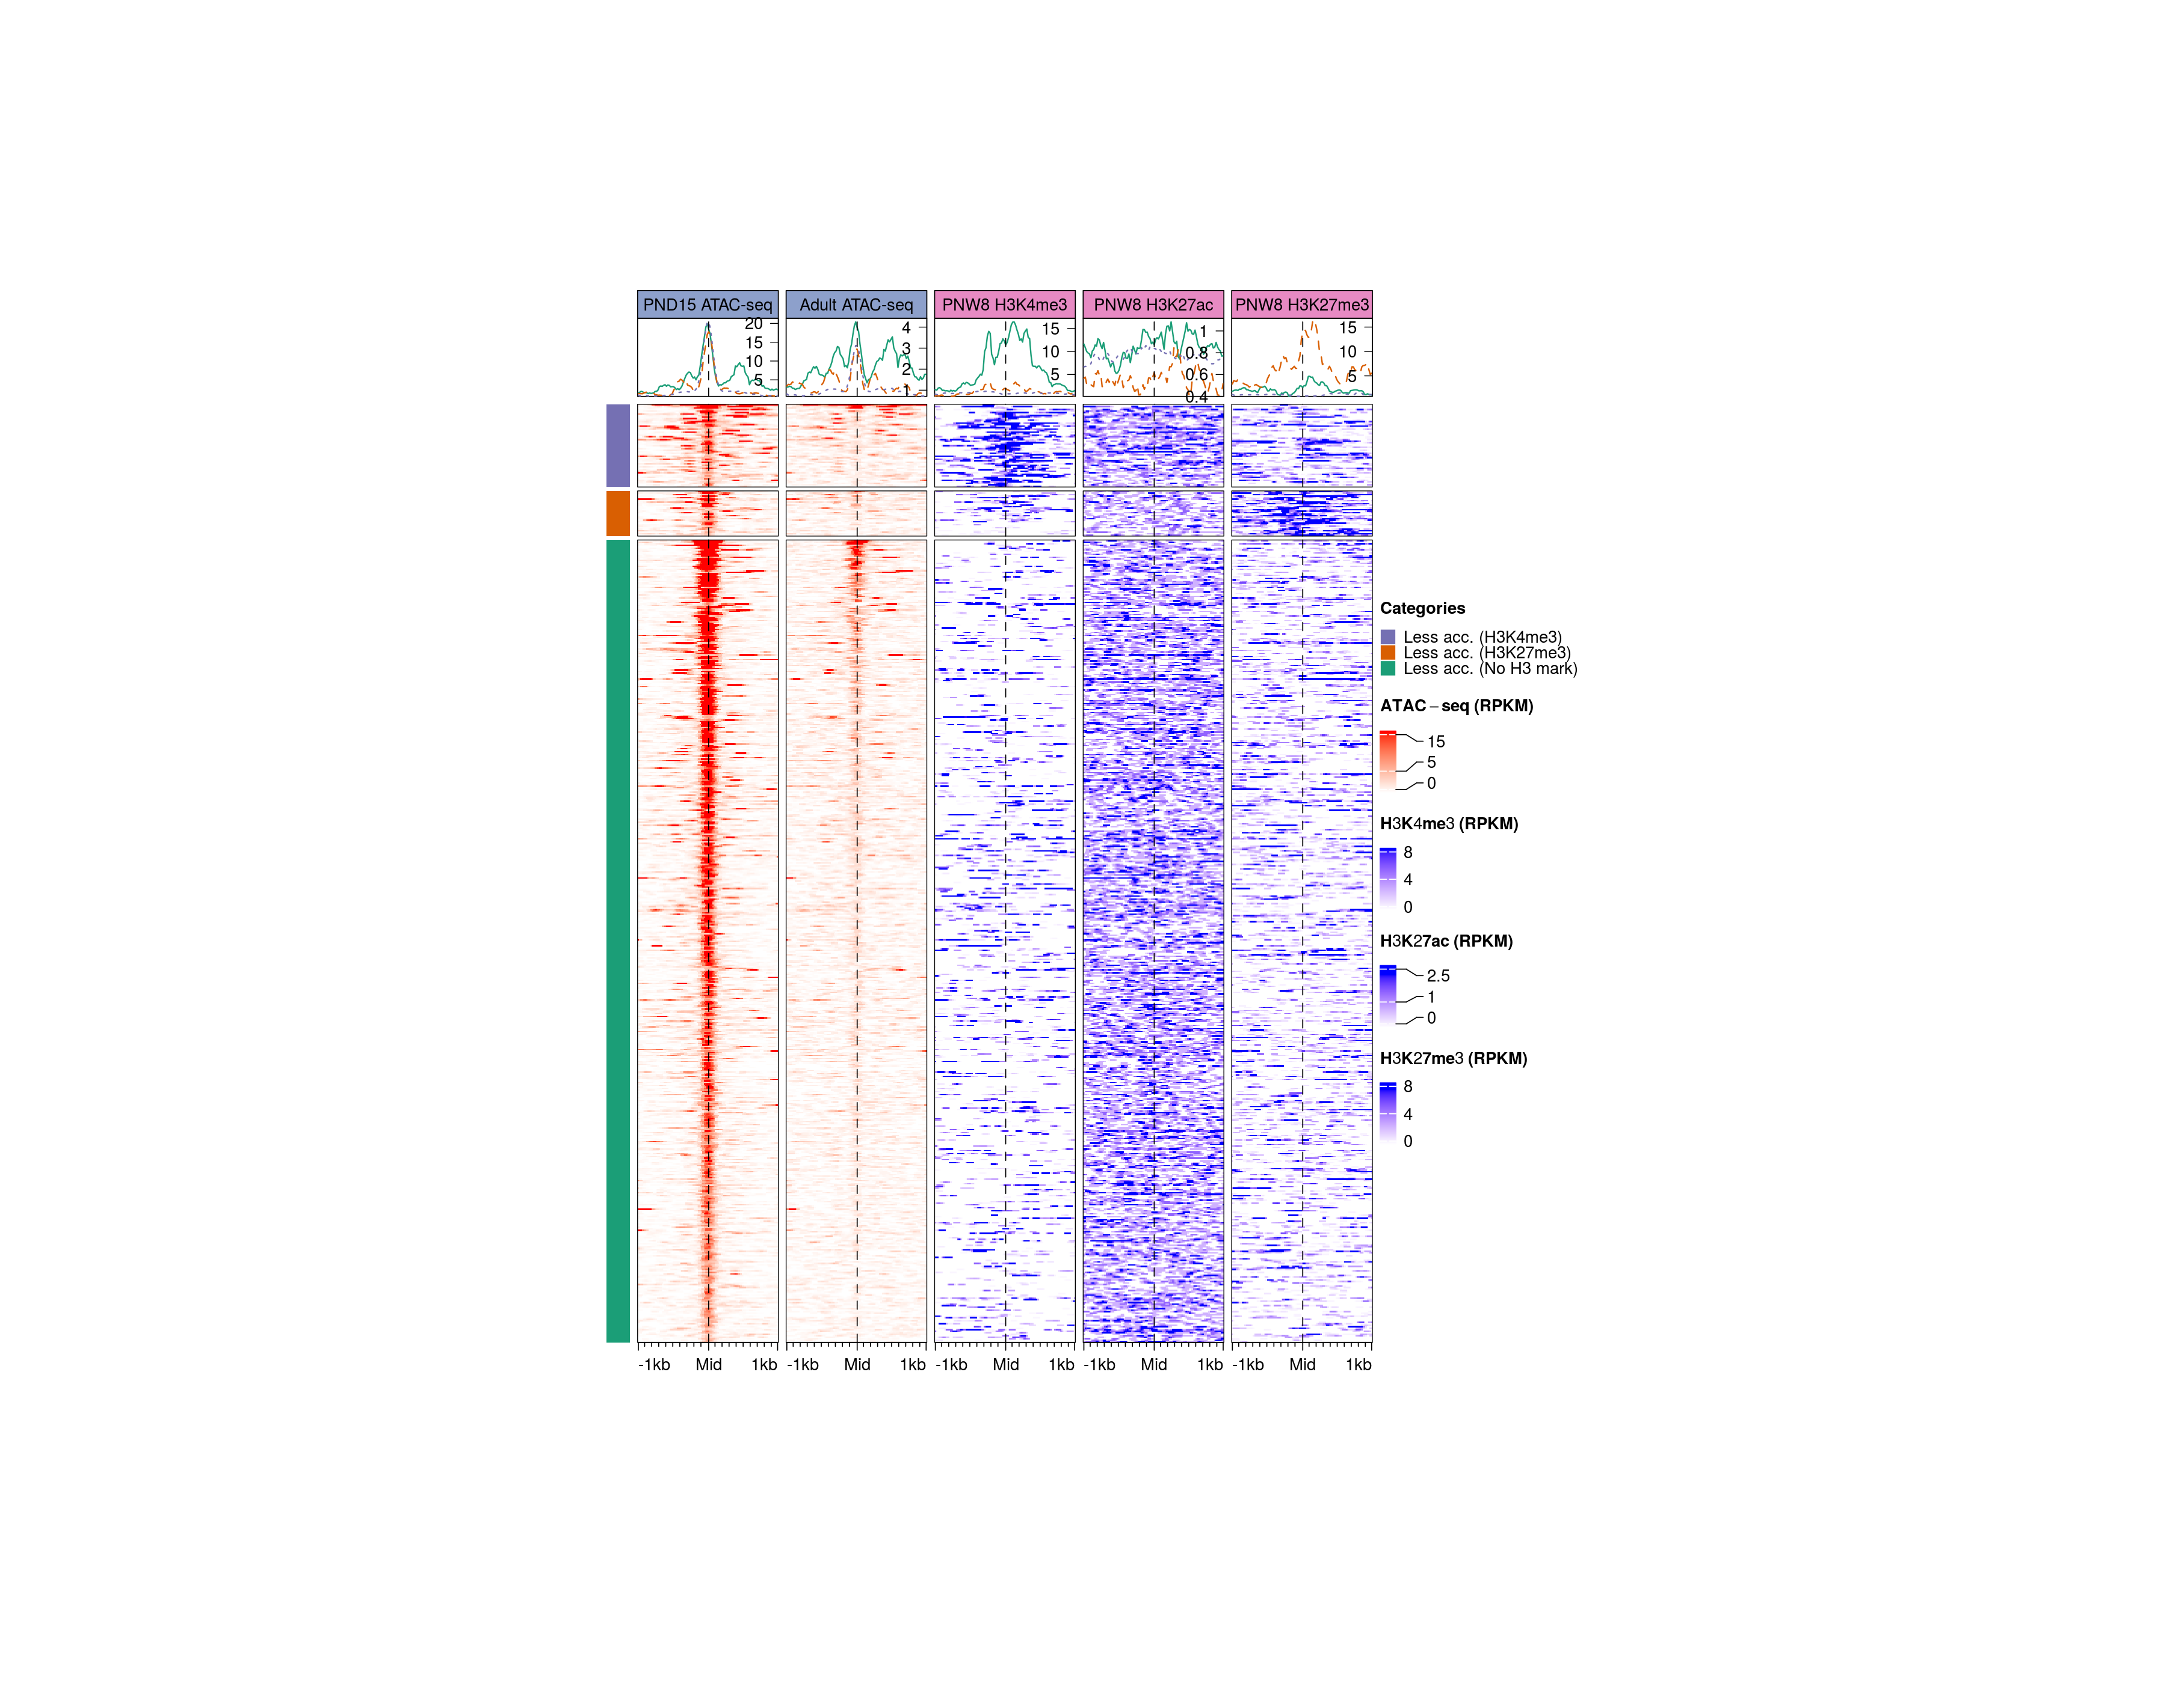 PND15 ATAC-seq
Adult ATAC-seq
PNW8 H3K4me3
PNW8 H3K27ac
PNW8 H3K27me3
20
15
10
5
4
3
2
1
15
10
5
1
0.8
0.6
0.4
15
10
5
Categories
Less acc. (H3K4me3)
Less acc. (H3K27me3)
Less acc. (No H3 mark)
ATAC–seq (RPKM)
15
5
0
H3K4me3 (RPKM)
8
4
0
H3K27ac (RPKM)
2.5
1
0
H3K27me3 (RPKM)
8
4
0
-1kb Mid 1kb
-1kb Mid 1kb
-1kb Mid 1kb
-1kb Mid 1kb
-1kb Mid 1kb